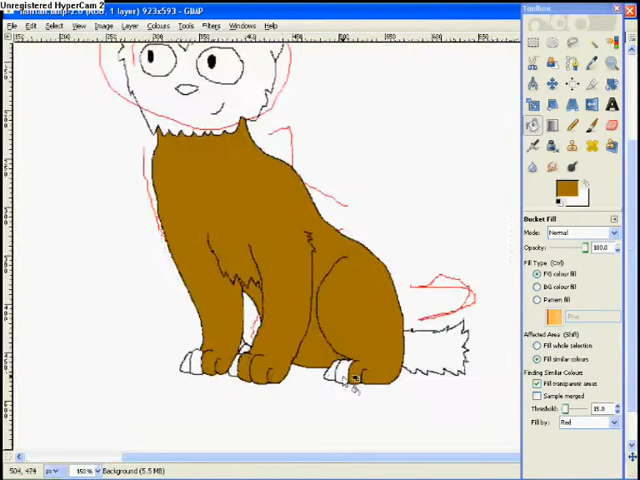 Unregistered HyperCam 2
1 layer) 923x593 – GIMP
File Edit Select View Image Layer Colours Tools Filters Windows Help
Toolbox
Bucket Fill
Mode: Normal
Opacity: 100.0
Fill Type (Ctrl)
FG colour fill
BG colour fill
Pattern fill
Pine
Affected Area (Shift)
Fill whole selection
Fill similar colours
Finding Similar Colours
Fill transparent areas
Sample merged
Threshold: 15.0
Fill by: Red
504, 474 px 150% Background (5.5 MB)